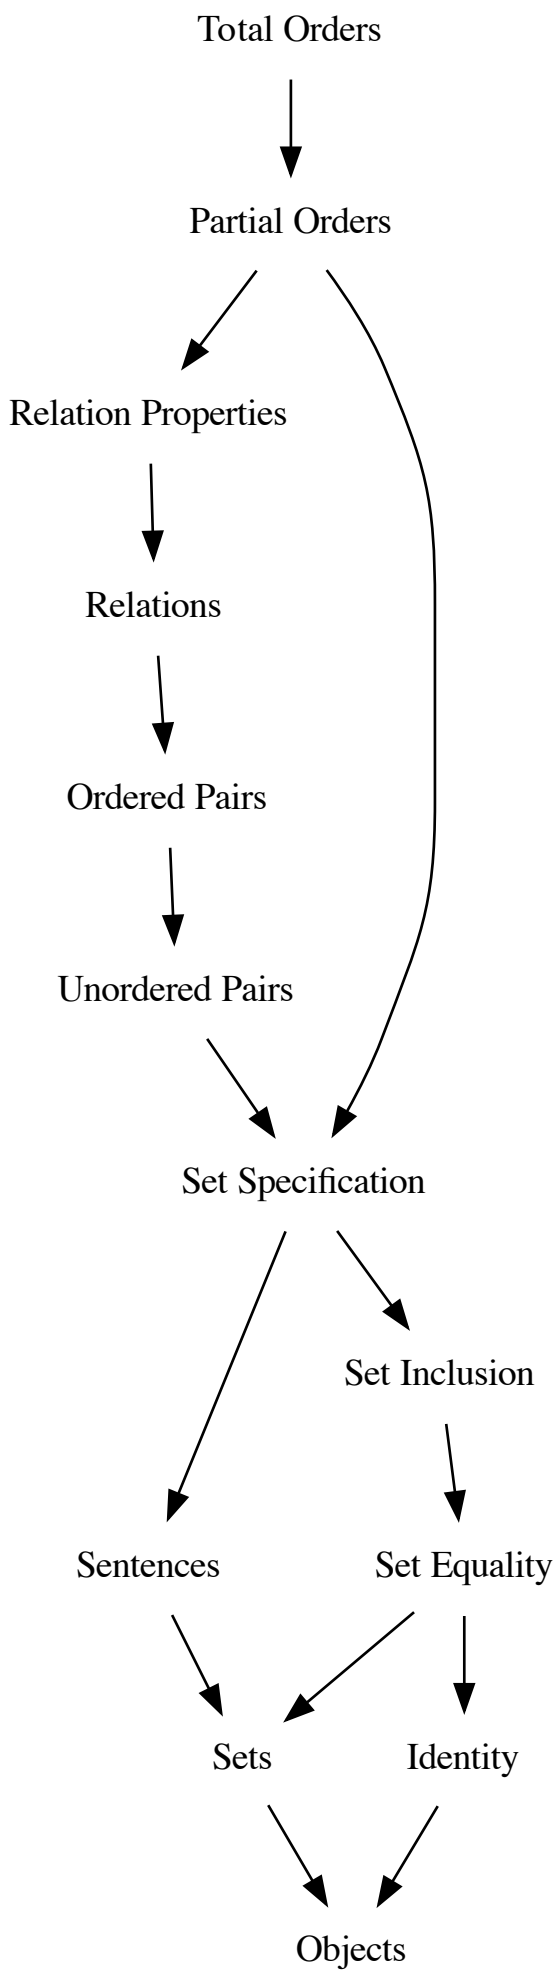 Total Orders
Partial Orders
Relation Properties
Relations
Ordered Pairs
Unordered Pairs
Set Specification
Set Inclusion
Sentences
Set Equality
Sets
Identity
Objects